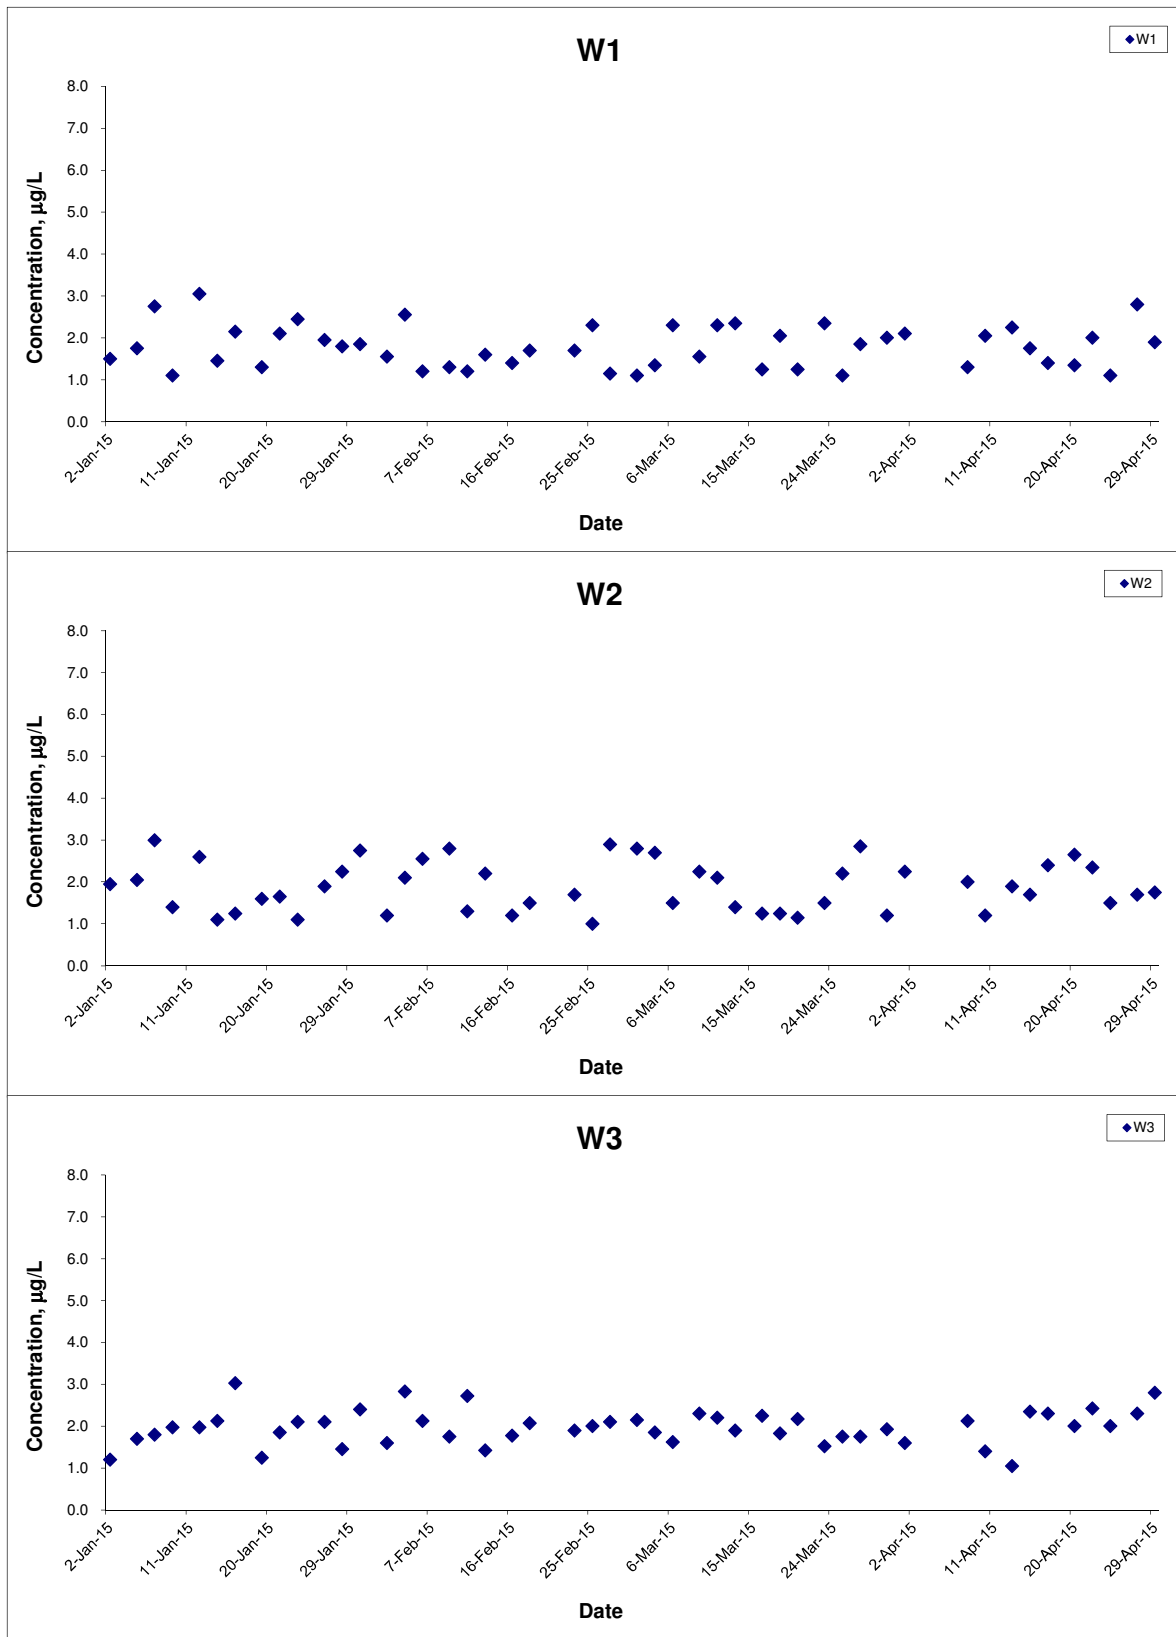 W1
W1
8.0
7.0
6.0
5.0
4.0
3.0
2.0
1.0
0.0
Concentration, µg/L
2-Jan-15
11-Jan-15
20-Jan-15
29-Jan-15
7-Feb-15
16-Feb-15
25-Feb-15
6-Mar-15
15-Mar-15
24-Mar-15
2-Apr-15
11-Apr-15
20-Apr-15
29-Apr-15
Date
W2
W2
8.0
7.0
6.0
5.0
4.0
3.0
2.0
1.0
0.0
Concentration, µg/L
2-Jan-15
11-Jan-15
20-Jan-15
29-Jan-15
7-Feb-15
16-Feb-15
25-Feb-15
6-Mar-15
15-Mar-15
24-Mar-15
2-Apr-15
11-Apr-15
20-Apr-15
29-Apr-15
Date
W3
W3
8.0
7.0
6.0
5.0
4.0
3.0
2.0
1.0
0.0
Concentration, µg/L
2-Jan-15
11-Jan-15
20-Jan-15
29-Jan-15
7-Feb-15
16-Feb-15
25-Feb-15
6-Mar-15
15-Mar-15
24-Mar-15
2-Apr-15
11-Apr-15
20-Apr-15
29-Apr-15
Date